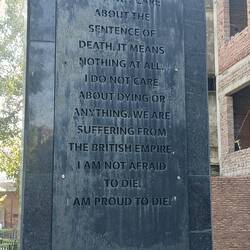 CARE
ABOUT THE
SENTENCE OF
DEATH. IT MEANS
NOTHING AT ALL.
I DO NOT CARE
ABOUT DYING OR
ANYTHING. WE ARE
SUFFERING FROM
THE BRITISH EMPIRE.
I AM NOT AFRAID
TO DIE.
I AM PROUD TO DIE.